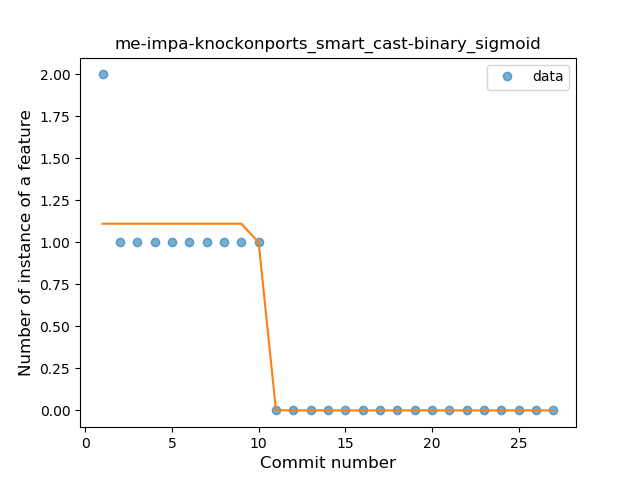 me-impa-knockonports_smart_cast-binary_sigmoid
data
2.00
1.75
1.50
1.25
1.00
0.75
0.50
0.25
0.00
Number of instance of a feature
0 5 10 15 20 25
Commit number